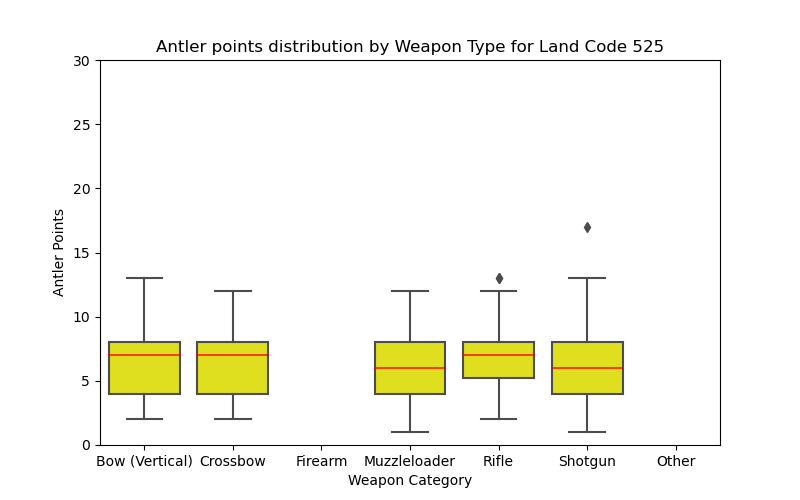 Antler points distribution by Weapon Type for Land Code 525
30
25
20
15
10
5
0
Antler Points
Bow (Vertical) Crossbow Firearm Muzzleloader Rifle Shotgun Other
Weapon Category